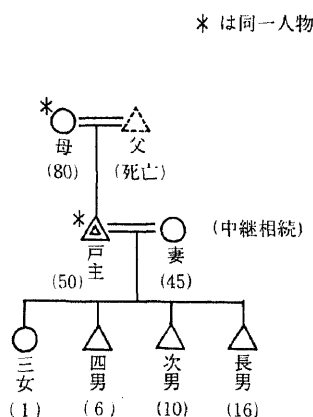 * は同一人物
* 母 父
(80) (死亡)
* 戸主 妻 (中継相続)
(50) (45)
三女 四男 次男 長男
(1) (6) (10) (16)